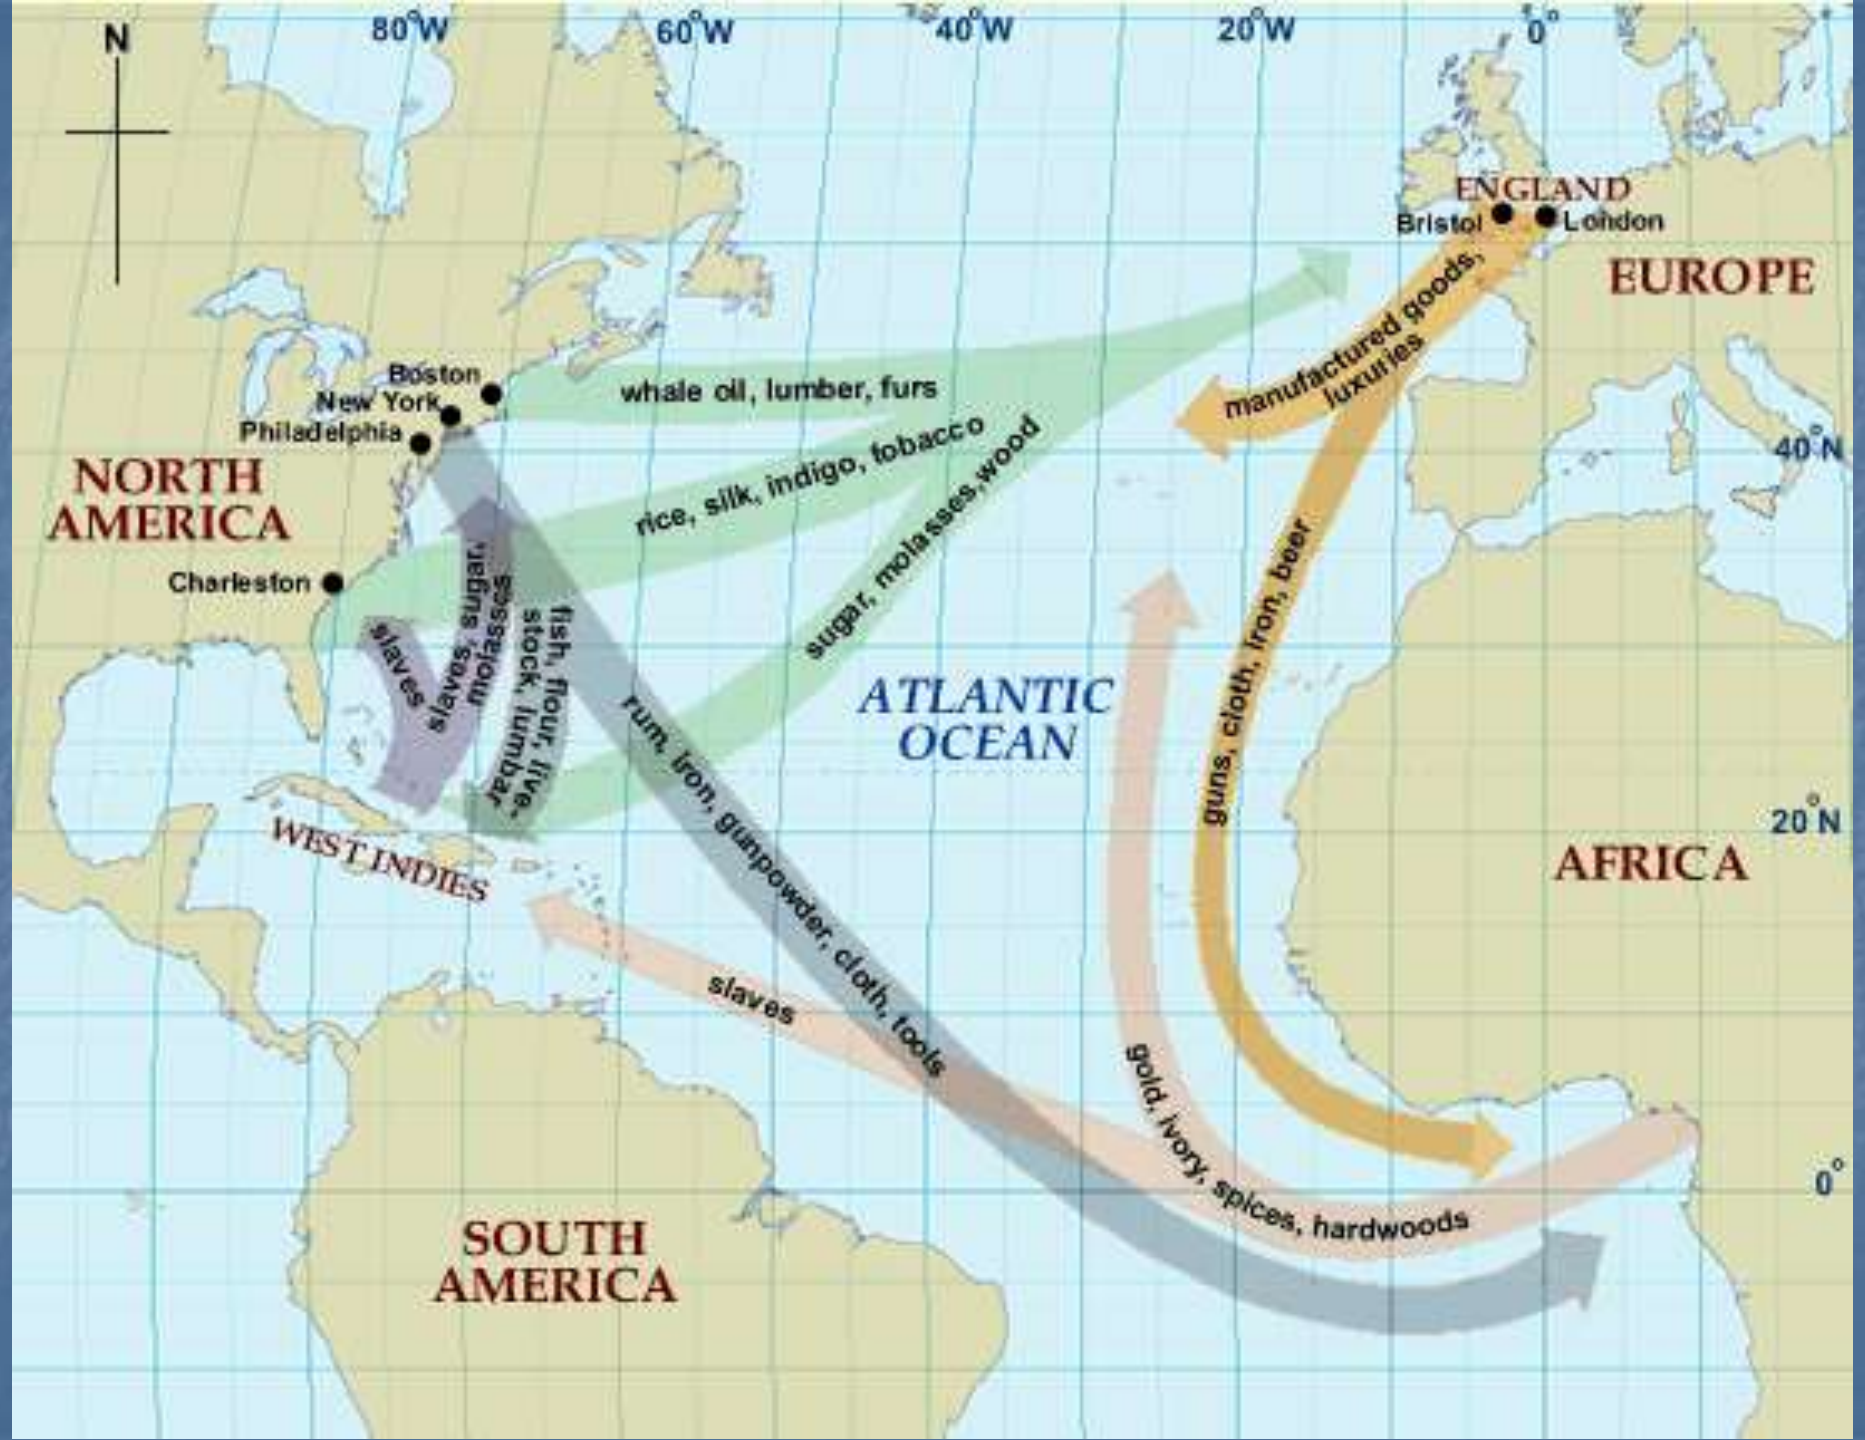 N
80°W
60°W
40°W
20°W
0°
ENGLAND
Bristol
London
EUROPE
manufactured goods,
luxuries
Boston
New York
Philadelphia
whale oil, lumber, furs
rice, silk, indigo, tobacco
sugar, molasses,wood
40°N
NORTH
AMERICA
Charleston
slaves
slaves, sugar,
molasses
fish, flour, live-
stock, lumbar
guns, cloth, iron, beer
rum, iron, gunpowder, cloth, tools
ATLANTIC
OCEAN
20°N
WEST INDIES
AFRICA
slaves
gold, ivory, spices, hardwoods
0°
SOUTH
AMERICA